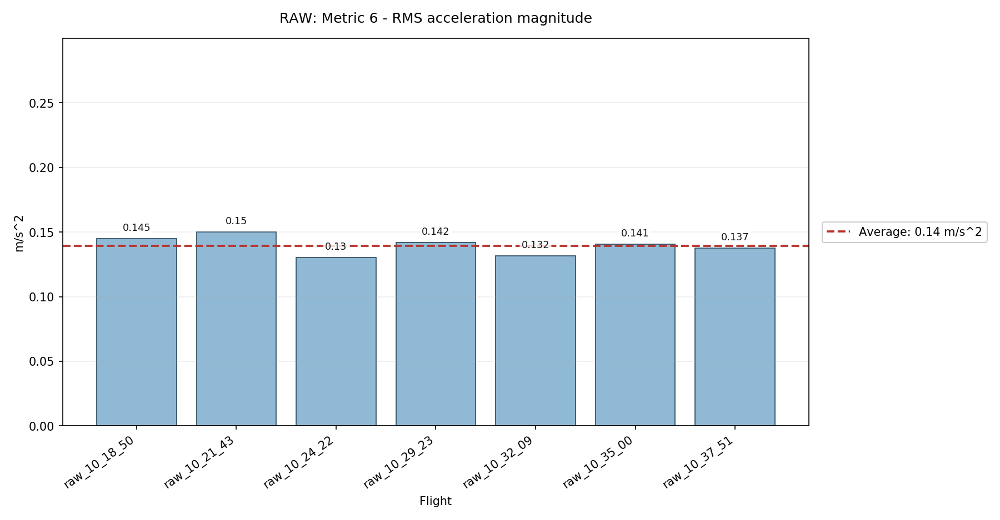 RAW: Metric 6 - RMS acceleration magnitude
m/s^2
0.25
0.20
0.15
0.10
0.05
0.00
0.145
0.15
0.13
0.142
0.132
0.141
0.137
Average: 0.14 m/s^2
raw_10_18_50
raw_10_21_43
raw_10_24_22
raw_10_29_23
raw_10_32_09
raw_10_35_00
raw_10_37_51
Flight